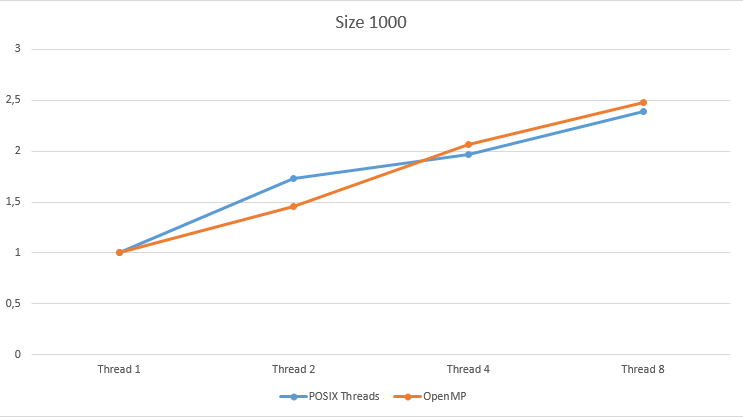 Size 1000
3
2,5
2
1,5
1
0,5
0
Thread 1 Thread 2 Thread 4 Thread 8
POSIX Threads OpenMP